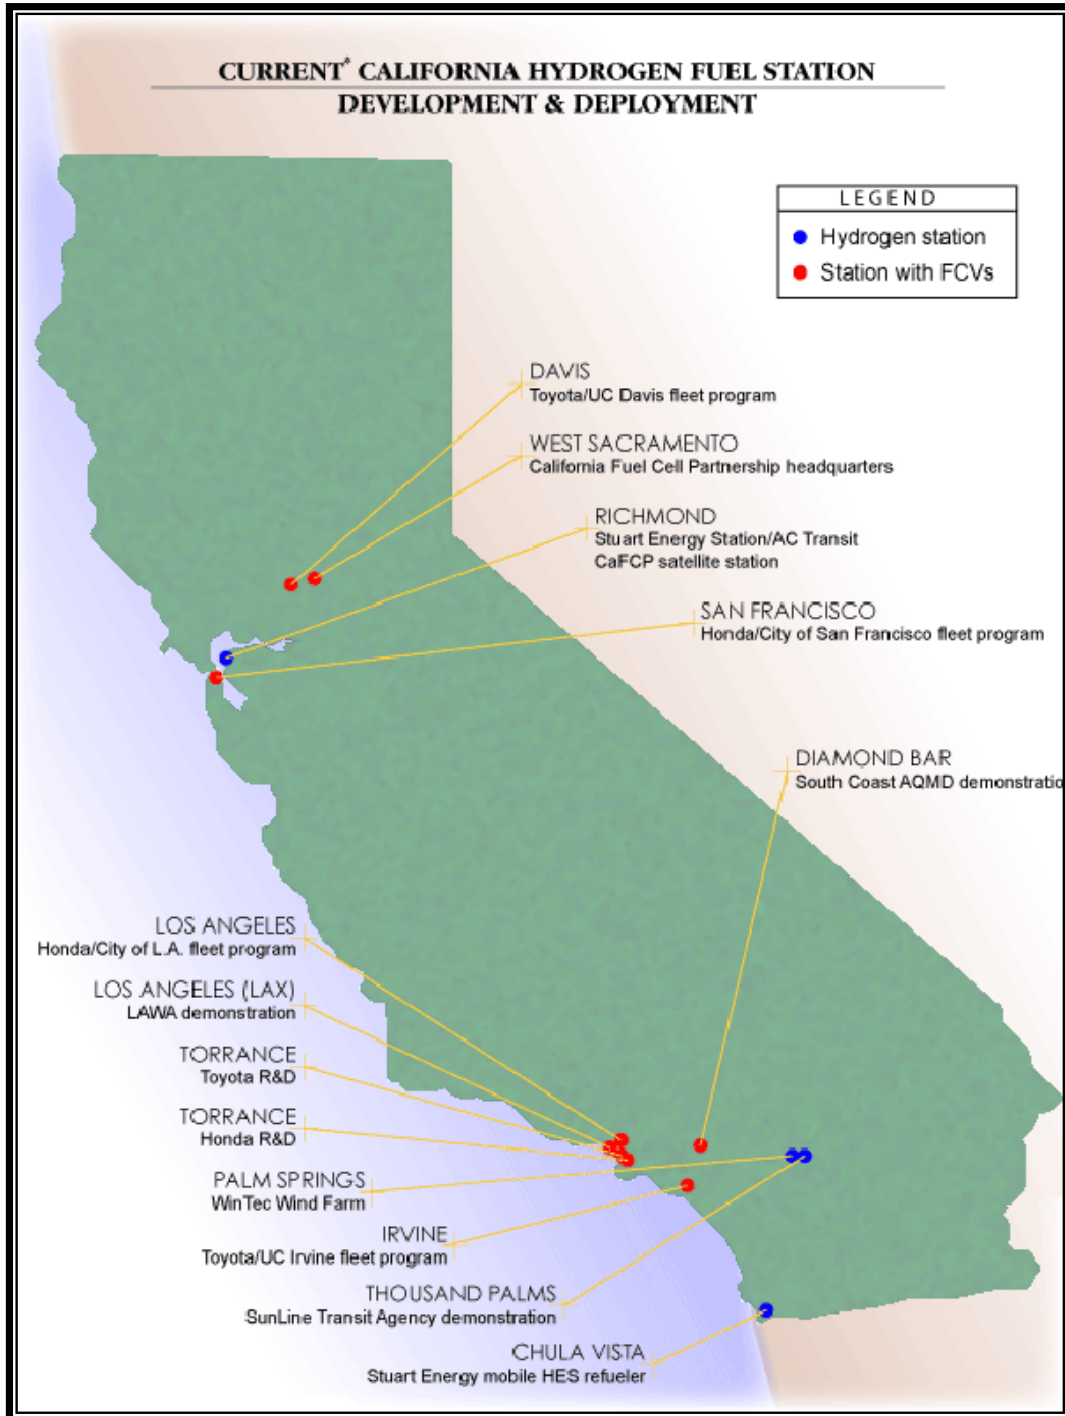 CURRENT* CALIFORNIA HYDROGEN FUEL STATION
DEVELOPMENT & DEPLOYMENT
LEGEND
Hydrogen station
Station with FCVs
DAVIS
Toyota/UC Davis fleet program
WEST SACRAMENTO
California Fuel Cell Partnership headquarters
RICHMOND
Stuart Energy Station/AC Transit
CaFCP satellite station
SAN FRANCISCO
Honda/City of San Francisco fleet program
DIAMOND BAR
South Coast AQMD demonstratio
LOS ANGELES
Honda/City of L.A. fleet program
LOS ANGELES (LAX)
LAWA demonstration
TORRANCE
Toyota R&D
TORRANCE
Honda R&D
PALM SPRINGS
WinTec Wind Farm
IRVINE
Toyota/UC Irvine fleet program
THOUSAND PALMS
SunLine Transit Agency demonstration
CHULA VISTA
Stuart Energy mobile HES refueler